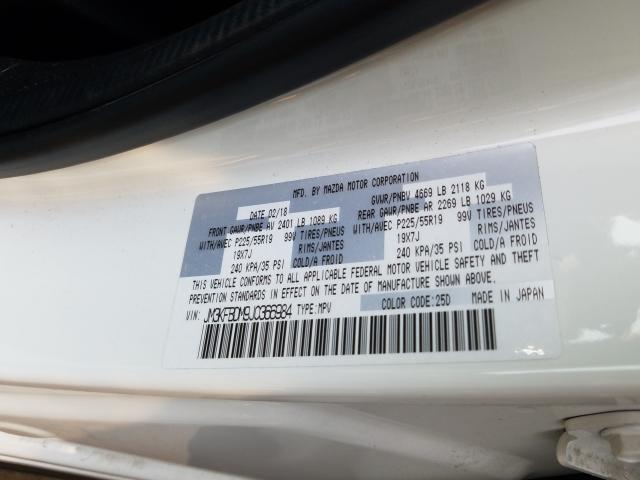 MFD. BY MAZDA MOTOR CORPORATION
DATE 02/18 GVWR/PNBV 4669 LB 2118 KG
FRONT GAWR/PNBE AV 2401 LB 1089 KG REAR GAWR/PNBE AR 2269 LB 1029 KG
WITH/AVEC P225/55R19 99V TIRES/PNEUS WITH/AVEC P225/55R19 99V TIRES/PNEUS
19X7J RIMS/JANTES 19X7J RIMS/JANTES
240 KPA/35 PSI COLD/A FROID 240 KPA/35 PSI COLD/A FROID
THIS VEHICLE CONFORMS TO ALL APPLICABLE FEDERAL MOTOR VEHICLE SAFETY AND THEFT
PREVENTION STANDARDS IN EFFECT ON THE DATE OF MANUFACTURE SHOWN ABOVE.
VIN: JM3KFBDM9J0366984 TYPE:MPV COLOR CODE:25D MADE IN JAPAN